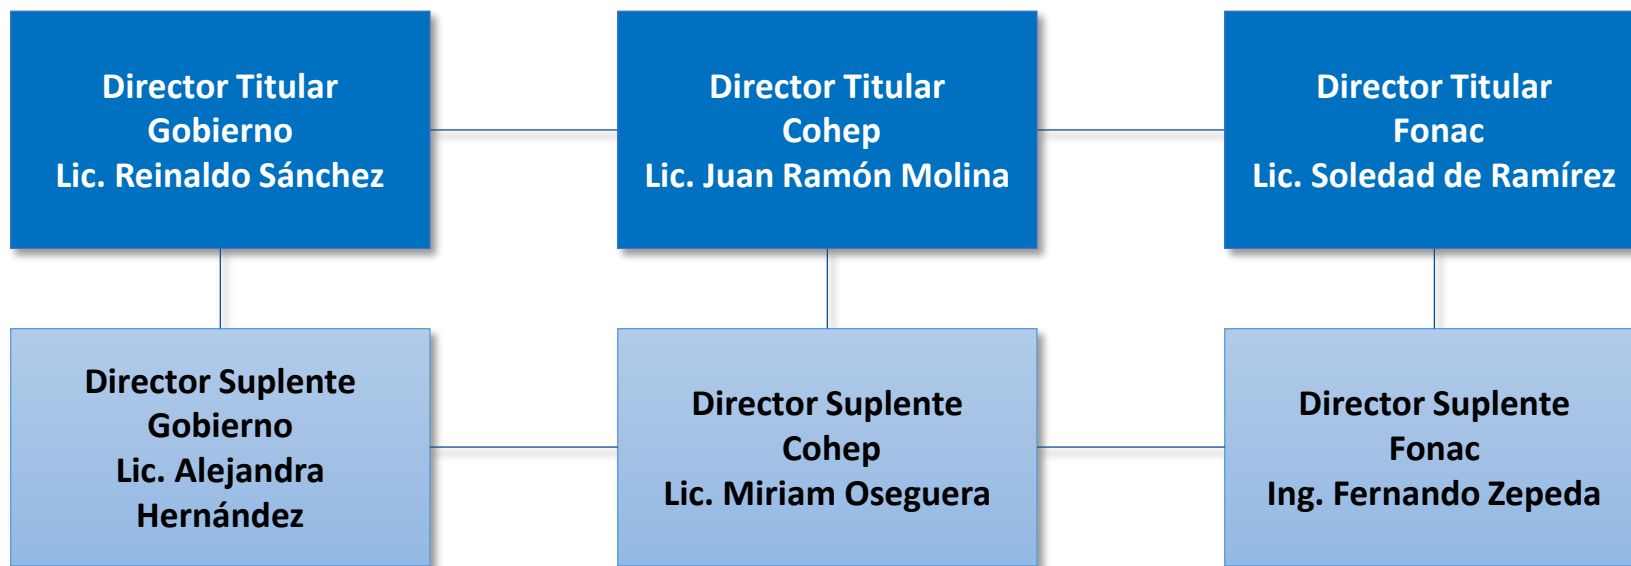 Director Titular
Gobierno
Lic. Reinaldo Sánchez
Director Titular
Cohep
Lic. Juan Ramón Molina
Director Titular
Fonac
Lic. Soledad de Ramírez
Director Suplente
Gobierno
Lic. Alejandra
Hernández
Director Suplente
Cohep
Lic. Miriam Oseguera
Director Suplente
Fonac
Ing. Fernando Zepeda